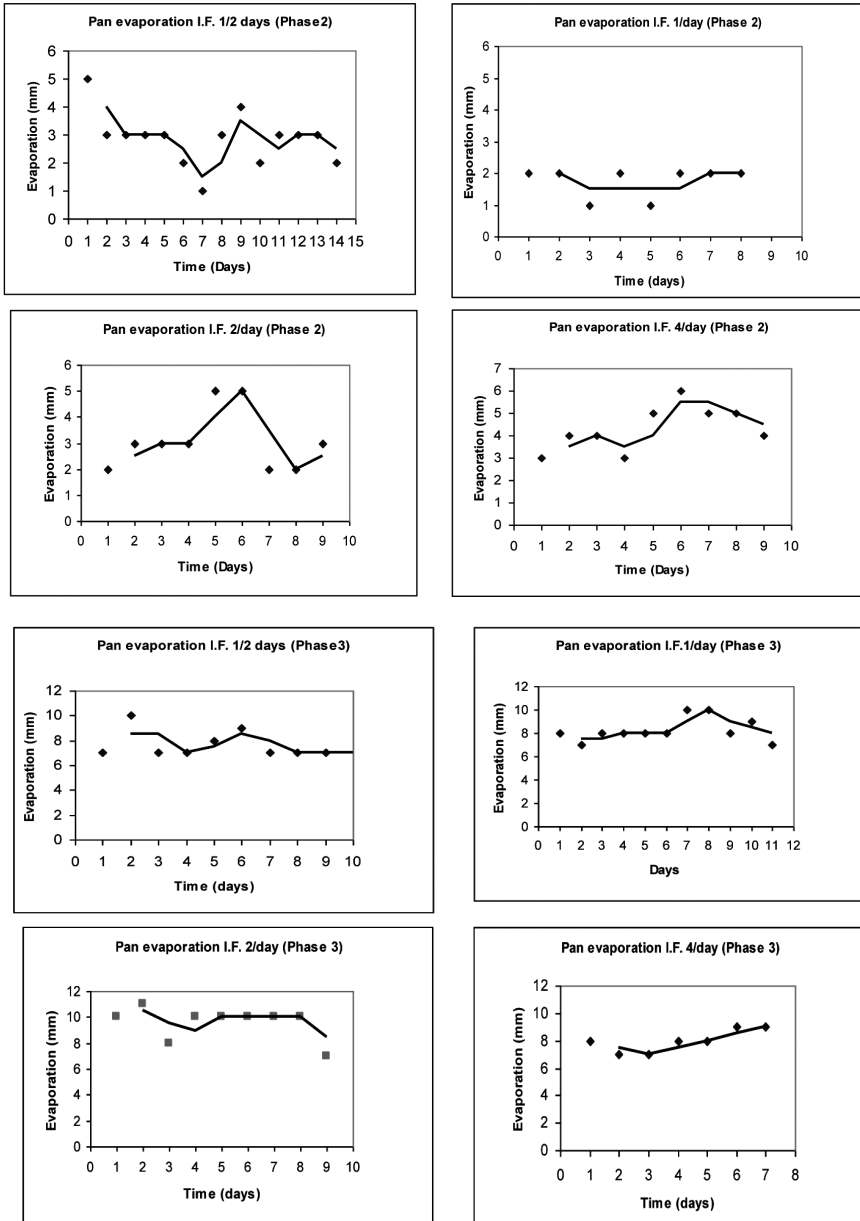 Pan evaporation I.F. 1/2 days (Phase2)
Evaporation (mm)
6
5
4
3
2
1
0
0 1 2 3 4 5 6 7 8 9 10 11 12 13 14 15
Time (Days)
Pan evaporation I.F. 1/day (Phase 2)
Evaporation (mm)
6
5
4
3
2
1
0
0 1 2 3 4 5 6 7 8 9 10
Time (days)
Pan evaporation I.F. 2/day (Phase 2)
Evaporation (mm)
6
5
4
3
2
1
0
0 1 2 3 4 5 6 7 8 9 10
Time (Days)
Pan evaporation I.F. 4/day (Phase 2)
Evaporation (mm)
7
6
5
4
3
2
1
0
0 1 2 3 4 5 6 7 8 9 10
Time (Days)
Pan evaporation I.F. 1/2 days (Phase3)
Evaporation (mm)
12
10
8
6
4
2
0
0 1 2 3 4 5 6 7 8 9 10
Time (days)
Pan evaporation I.F.1/day (Phase 3)
Evaporation (mm)
12
10
8
6
4
2
0
0 1 2 3 4 5 6 7 8 9 10 11 12
Days
Pan evaporation I.F. 2/day (Phase 3)
Evaporation (mm)
12
10
8
6
4
2
0
0 1 2 3 4 5 6 7 8 9 10
Time (days)
Pan evaporation I.F. 4/day (Phase 3)
Evaporation (mm)
12
10
8
6
4
2
0
0 1 2 3 4 5 6 7 8
Time (days)